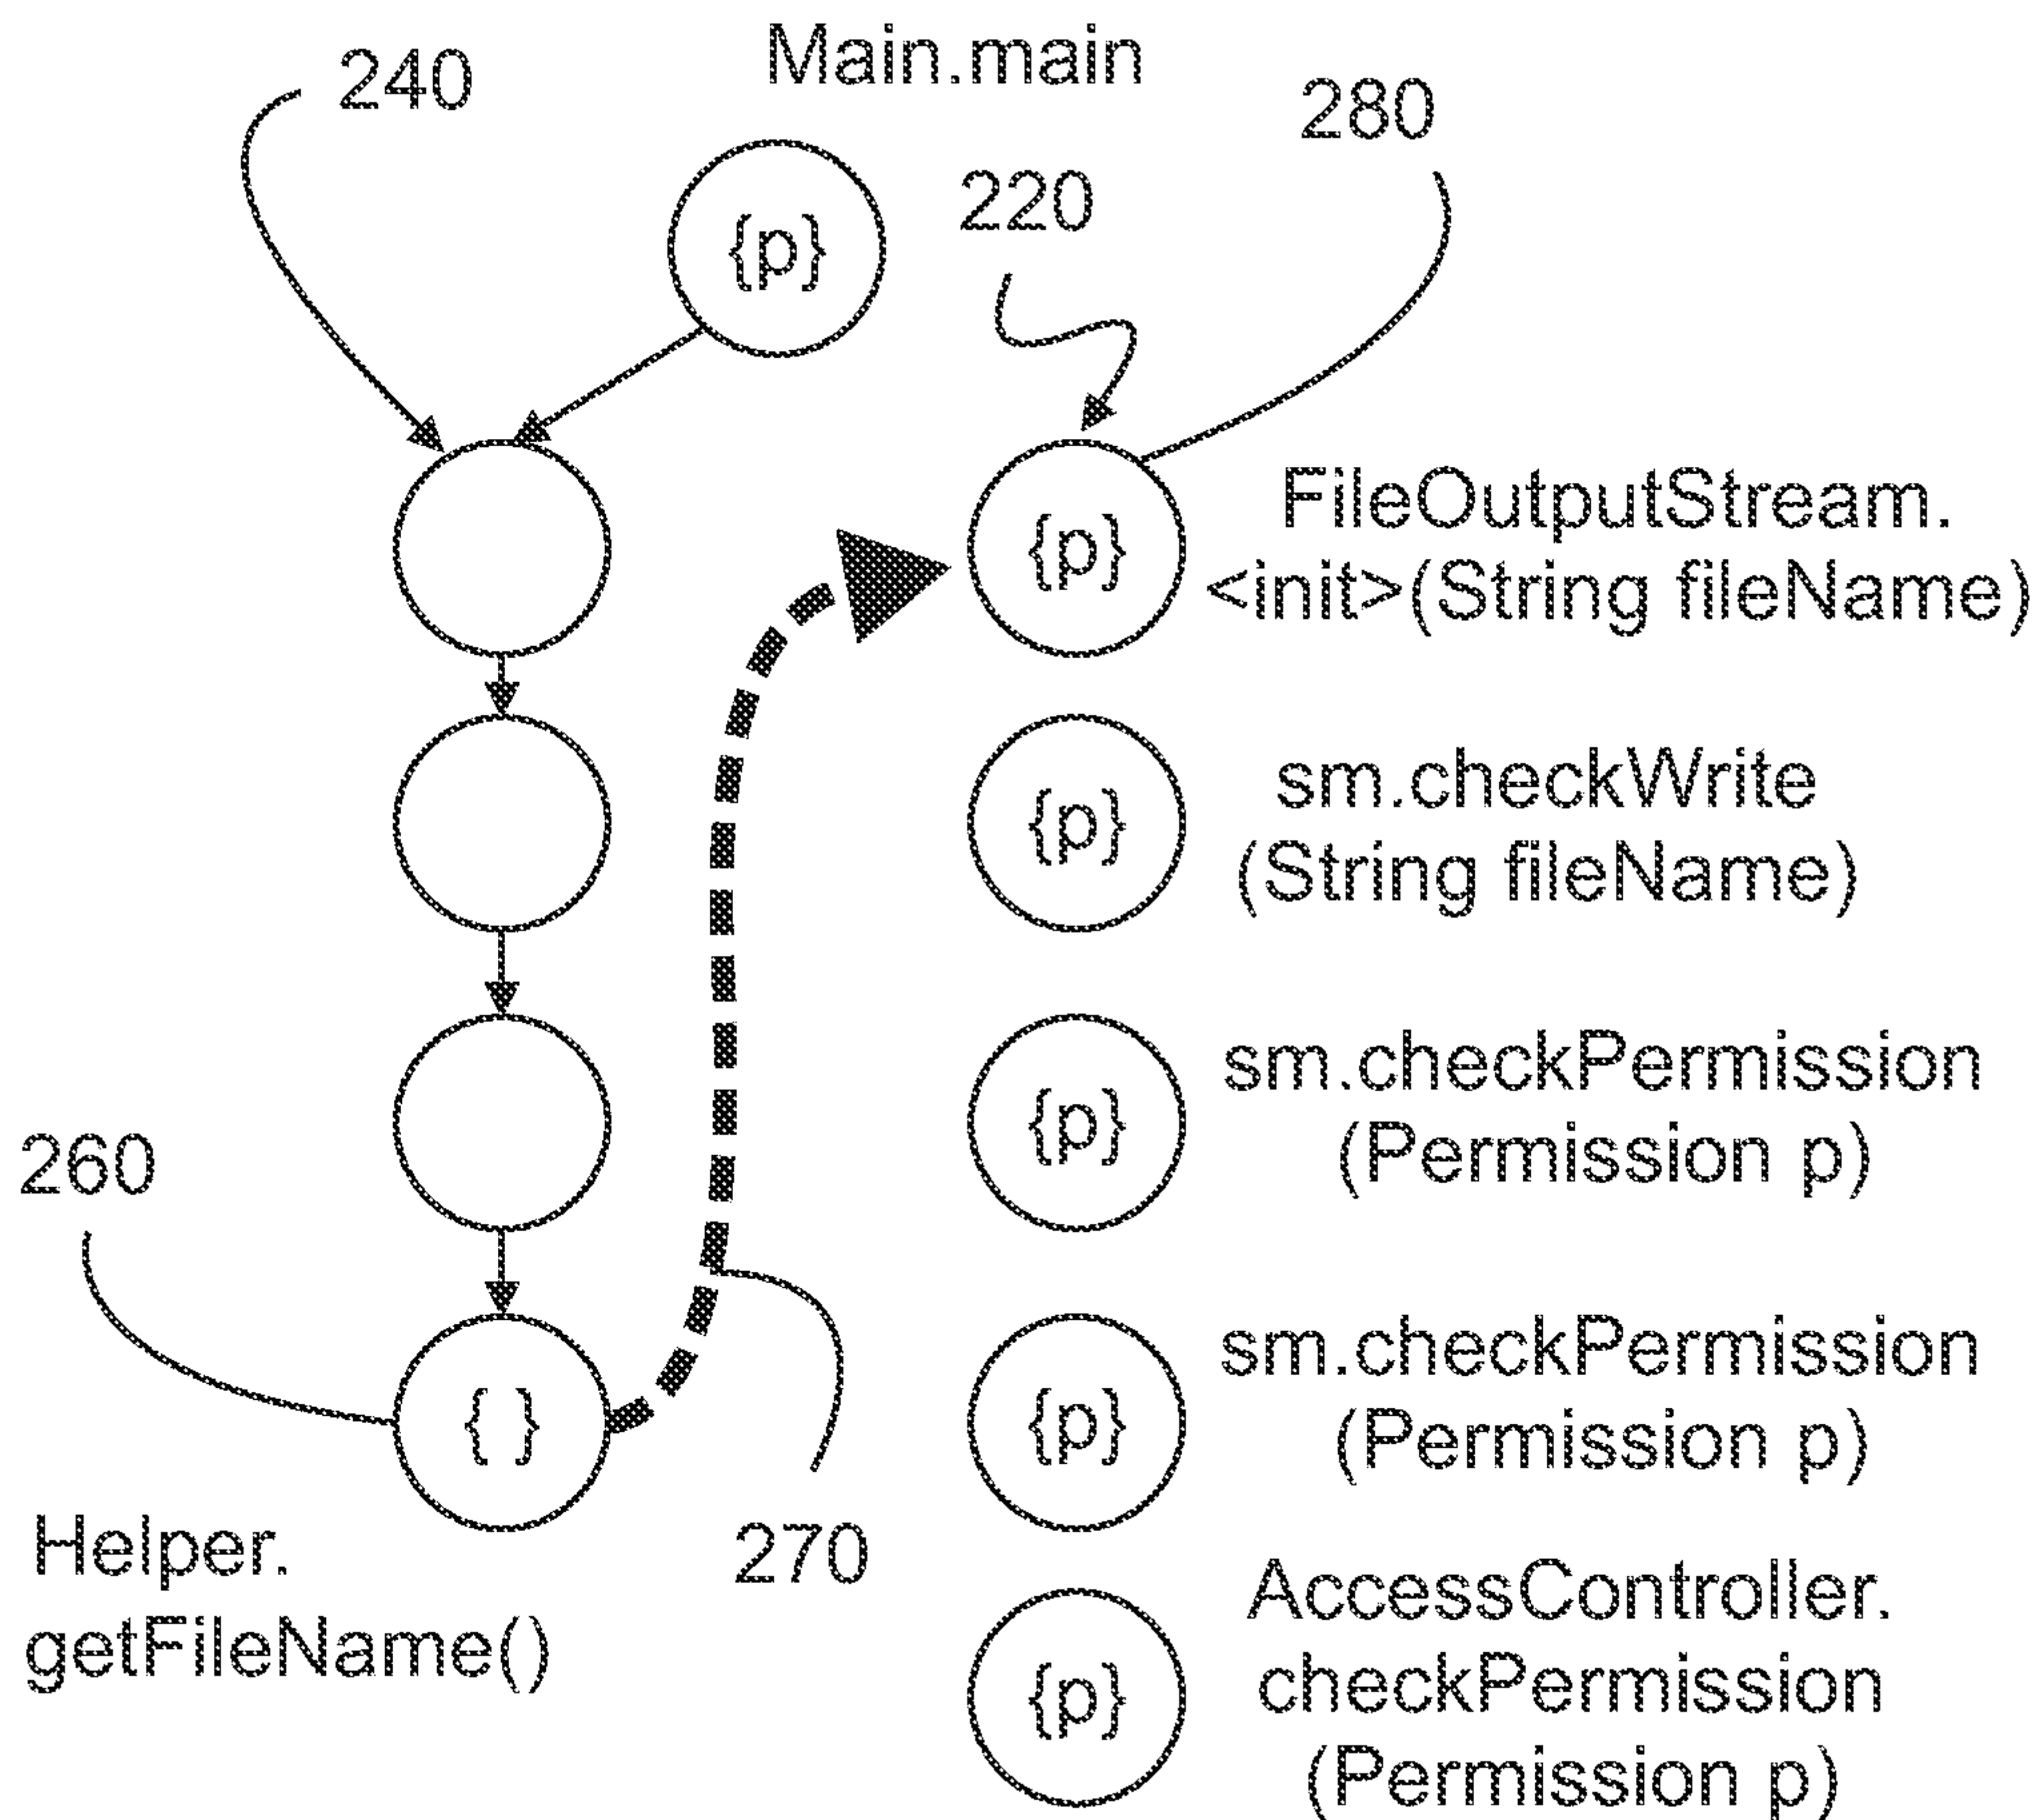 240
Main.main
280
220
{p}
{p}
FileOutputStream.
<init>(String fileName)
{p}
sm.checkWrite
(String fileName)
{p}
sm.checkPermission
(Permission p)
260
{ }
{p}
sm.checkPermission
(Permission p)
Helper.
getFileName()
270
{p}
AccessController.
checkPermission
(Permission p)